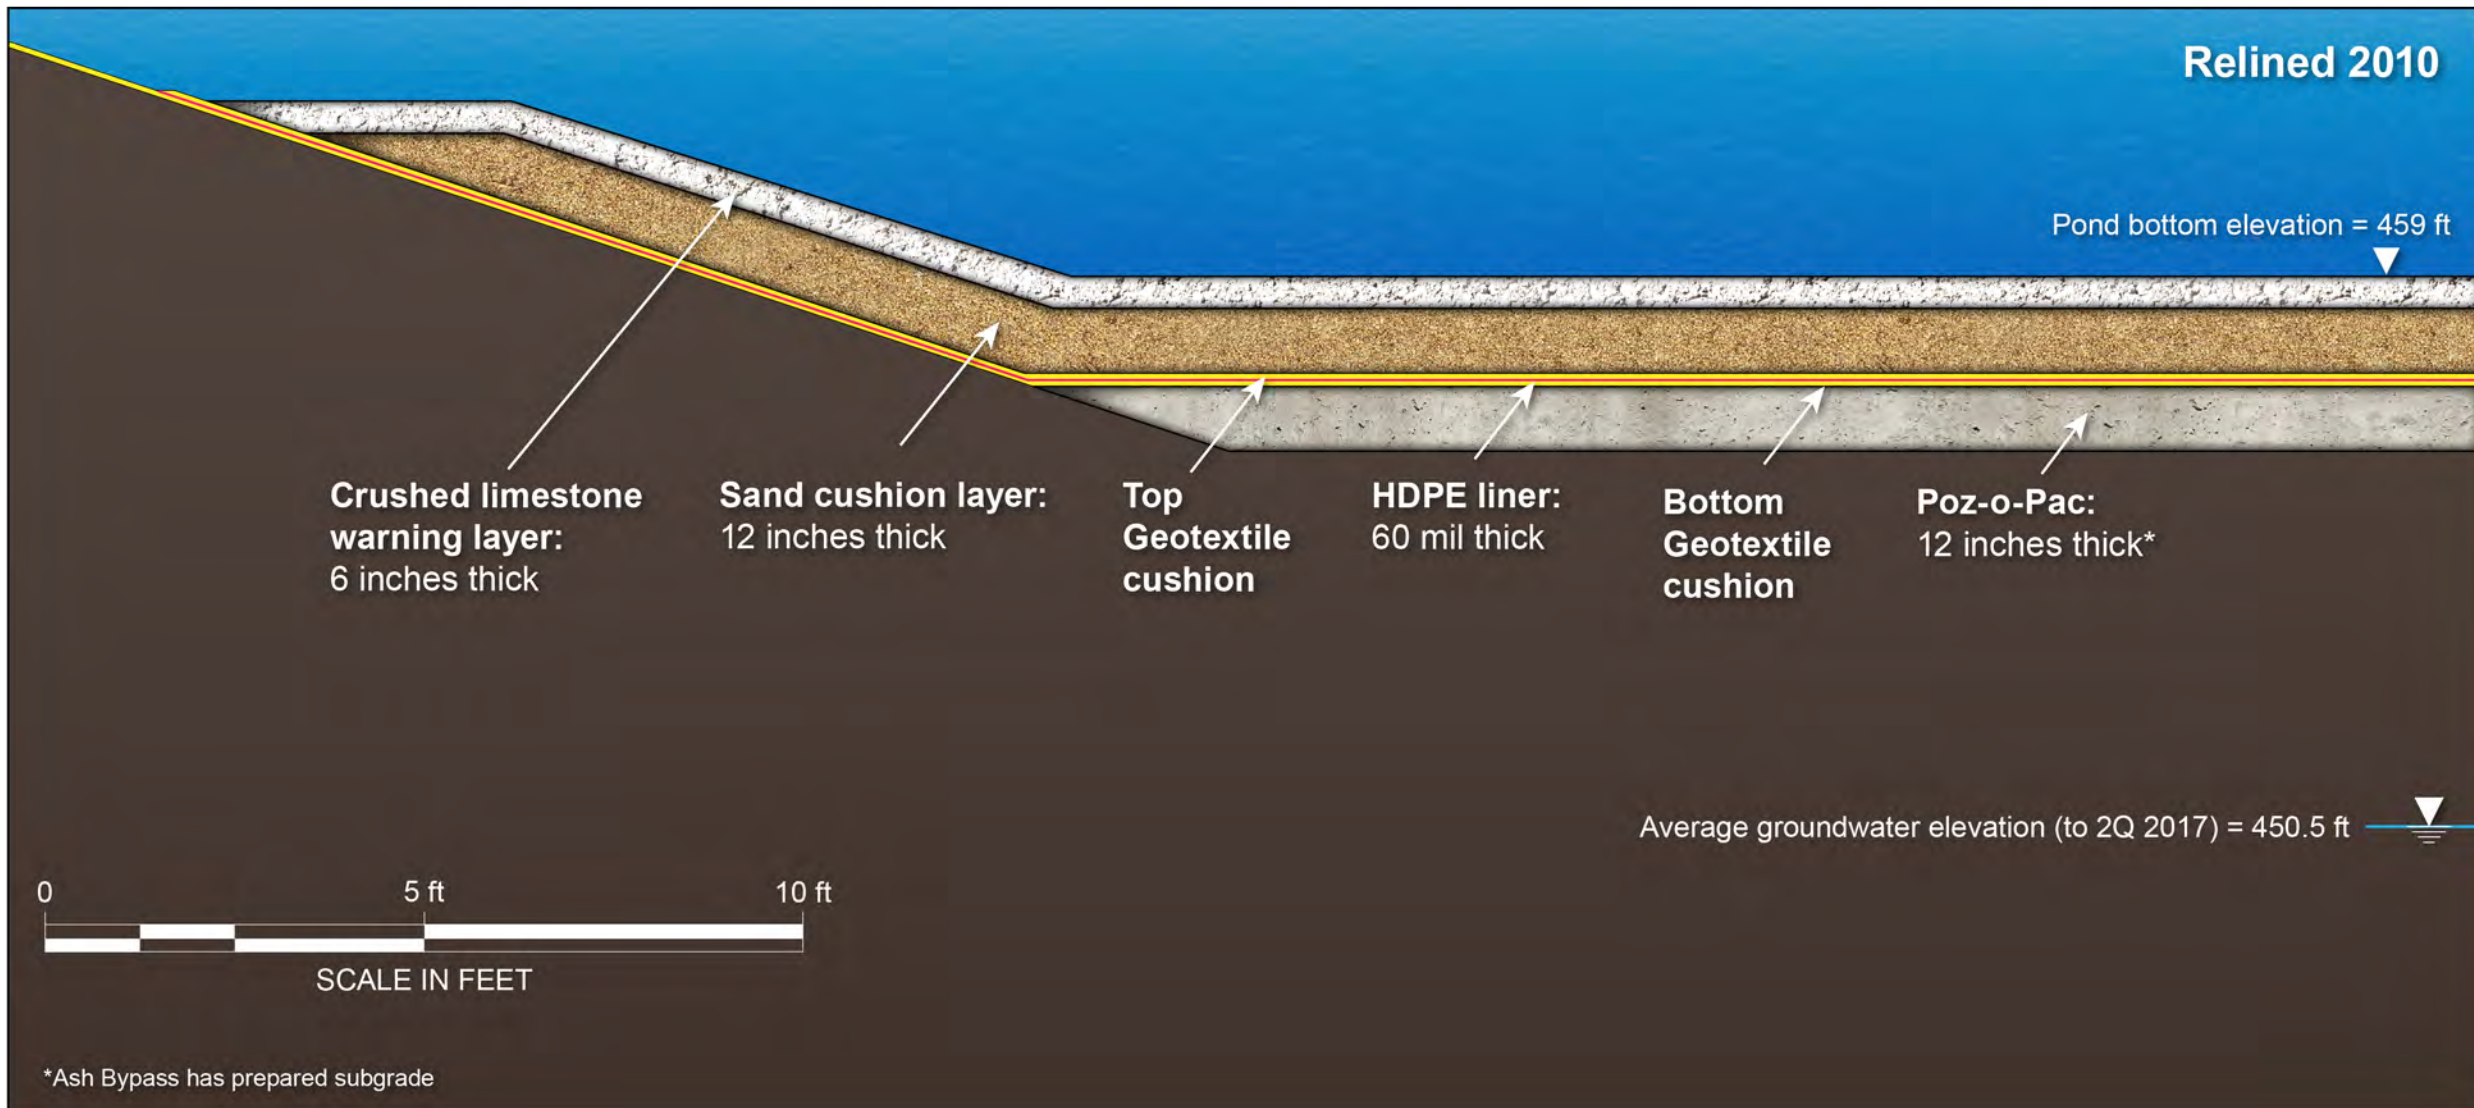 Relined 2010
Pond bottom elevation = 459 ft
Crushed limestone
warning layer:
6 inches thick
Sand cushion layer:
12 inches thick
Top
Geotextile
cushion
HDPE liner:
60 mil thick
Bottom
Geotextile
cushion
Poz-o-Pac:
12 inches thick*
Average groundwater elevation (to 2Q 2017) = 450.5 ft
0 5 ft 10 ft
SCALE IN FEET
*Ash Bypass has prepared subgrade